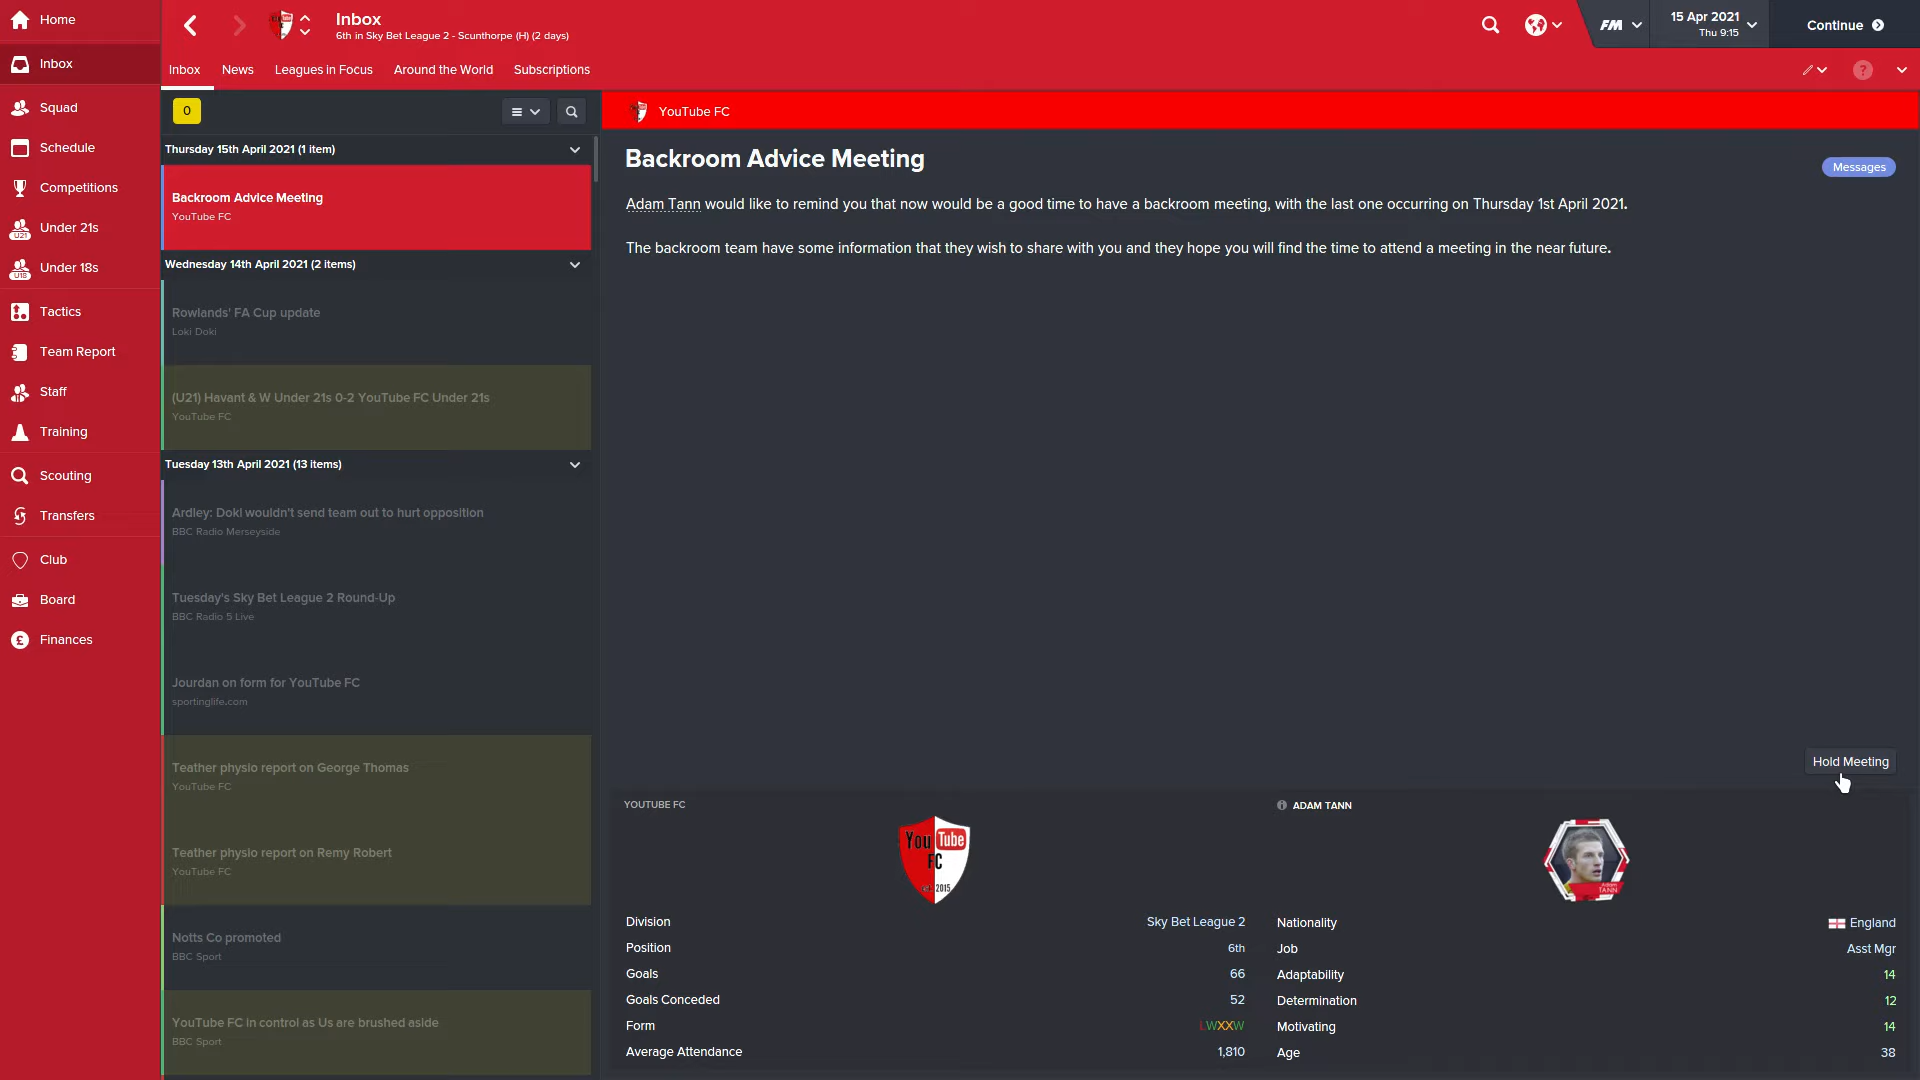 Home
Inbox
Squad
Schedule
Competitions
U21
Under 21s
U18
Under 18s
Tactics
Team Report
Staff
Training
Scouting
Transfers
Club
Board
Finances
Inbox
6th in Sky Bet League 2 - Scunthorpe (H) (2 days)
FM
15 Apr 2021
Thu 9:15
Continue
Inbox News Leagues in Focus Around the World Subscriptions
?
0
Thursday 15th April 2021 (1 item)
Backroom Advice Meeting
YouTube FC
Wednesday 14th April 2021 (2 items)
Rowlands' FA Cup update
Loki Doki
(U21) Havant & W Under 21s 0-2 YouTube FC Under 21s
YouTube FC
Tuesday 13th April 2021 (13 items)
Ardley: Doki wouldn't send team out to hurt opposition
BBC Radio Merseyside
Tuesday's Sky Bet League 2 Round-Up
BBC Radio 5 Live
Jourdan on form for YouTube FC
sportinglife.com
Teather physio report on George Thomas
YouTube FC
Teather physio report on Remy Robert
YouTube FC
Notts Co promoted
BBC Sport
YouTube FC in control as Us are brushed aside
BBC Sport
YouTube FC
Backroom Advice Meeting
Messages
Adam Tann would like to remind you that now would be a good time to have a backroom meeting, with the last one occurring on Thursday 1st April 2021.
The backroom team have some information that they wish to share with you and they hope you will find the time to attend a meeting in the near future.
Hold Meeting
YOUTUBE FC
You Tube
FC
2015
Division Sky Bet League 2
Position 6th
Goals 66
Goals Conceded 52
Form LWXXW
Average Attendance 1,810
ADAM TANN
Adam
TANN
Nationality England
Job Asst Mgr
Adaptability 14
Determination 12
Motivating 14
Age 38